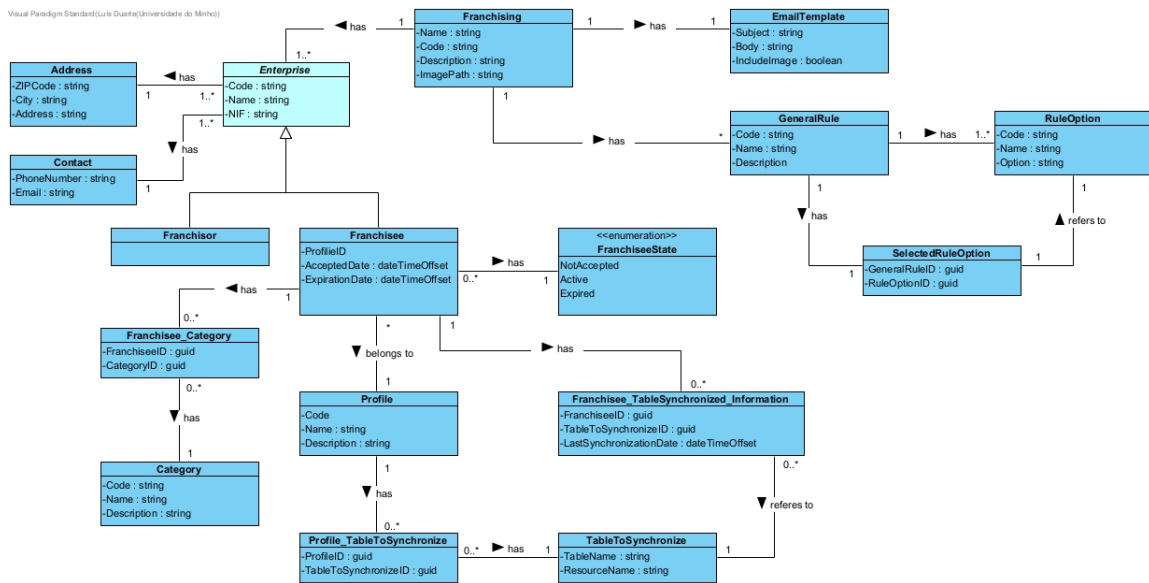 Visual Paradigm Standard(Luís Duarte(Universidade do Minho))
Franchising
-Name : string
-Code : string
-Description : string
-ImagePath : string
EmailTemplate
-Subject : string
-Body : string
-IncludeImage : boolean
1
has
1
1
has
1..*
Address
-ZIPCode : string
-City : string
-Address : string
has
1
1..*
Enterprise
-Code : string
-Name : string
-NIF : string
1..*
has
1
Contact
-PhoneNumber : string
-Email : string
1
has
*
GeneralRule
-Code : string
-Name : string
-Description
1
has
1..*
RuleOption
-Code : string
-Name : string
-Option : string
1
has
1
1
refers to
1
SelectedRuleOption
-GeneralRuleID : guid
-RuleOptionID : guid
Franchisor
Franchisee
-ProfilieID
-AcceptedDate : dateTimeOffset
-ExpirationDate : dateTimeOffset
has
0..*
1
<<enumeration>>
FranchiseeState
NotAccepted
Active
Expired
has
1
0..*
Franchisee_Category
-FranchiseeID : guid
-CategoryID : guid
0..*
has
1
Category
-Code : string
-Name : string
-Description : string
*
belongs to
1
1
has
0..*
Profile
-Code
-Name : string
-Description : string
Franchisee_TableSynchronized_Information
-FranchiseeID : guid
-TableToSynchronizeID : guid
-LastSynchronizationDate : dateTimeOffset
1
has
0..*
0..*
referes to
1
Profile_TableToSynchronize
-ProfileID : guid
-TableToSynchronizeID : guid
0..*
has
1
TableToSynchronize
-TableName : string
-ResourceName : string